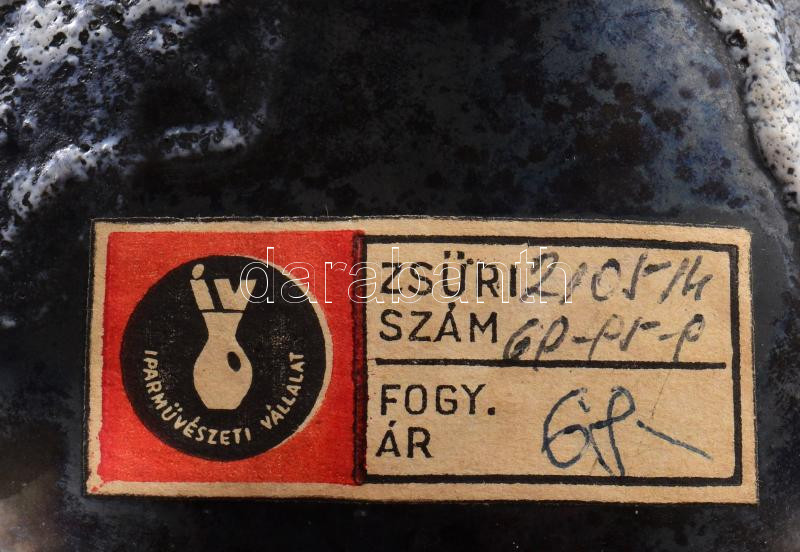 iv
IPARMŰVÉSZETI VÁLLALAT
ZSŰRI
SZÁM
FOGY.
ÁR
darabanth